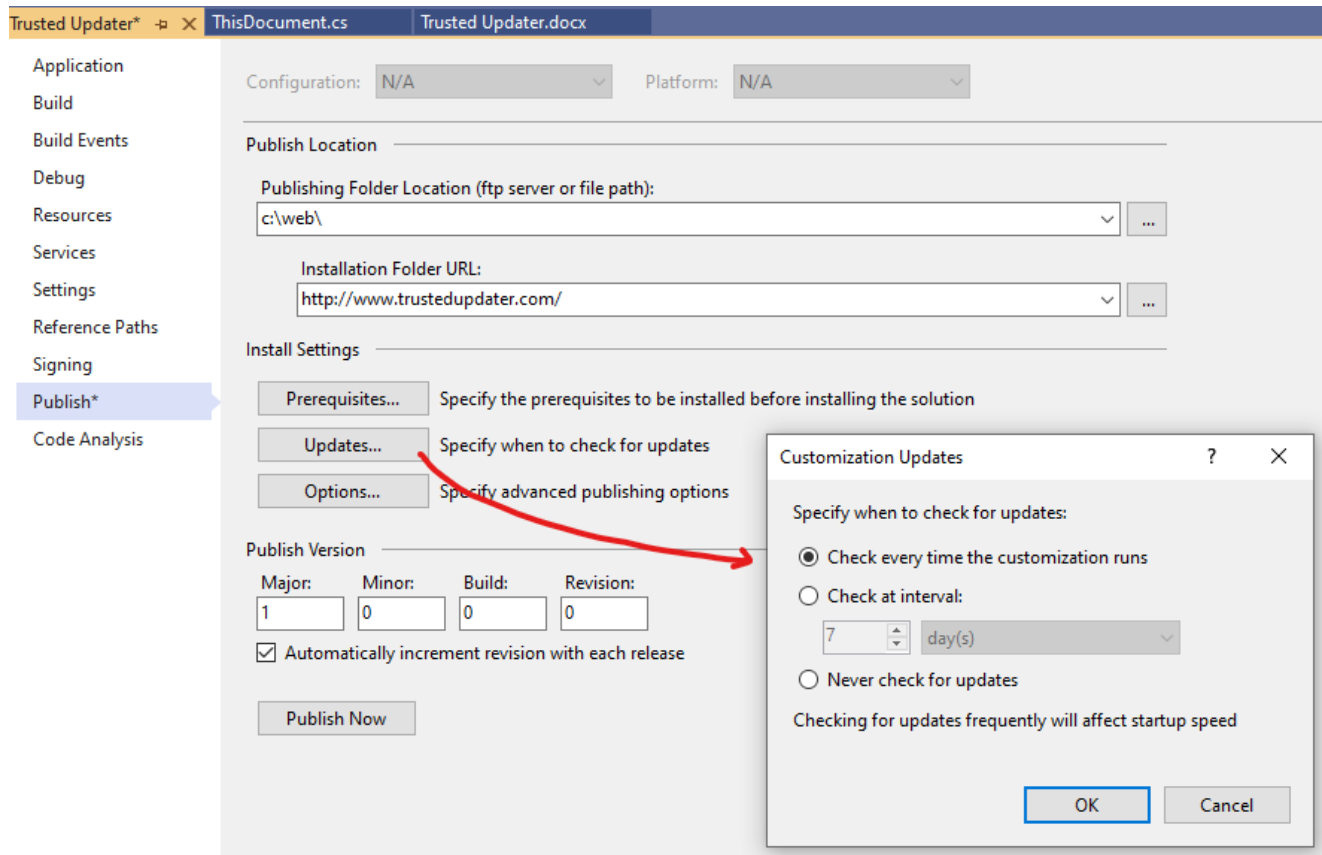 Trusted Updater* ThisDocument.cs Trusted Updater.docx
Application
Build
Build Events
Debug
Resources
Services
Settings
Reference Paths
Signing
Publish*
Code Analysis
Configuration: N/A Platform: N/A
Publish Location
Publishing Folder Location (ftp server or file path):
c:\web\
...
Installation Folder URL:
http://www.trustedupdater.com/
...
Install Settings
Prerequisites... Specify the prerequisites to be installed before installing the solution
Updates... Specify when to check for updates
Options... Specify advanced publishing options
Publish Version
Major: Minor: Build: Revision:
1 0 0 0
Automatically increment revision with each release
Publish Now
Customization Updates ?
Specify when to check for updates:
Check every time the customization runs
Check at interval:
7 day(s)
Never check for updates
Checking for updates frequently will affect startup speed
OK Cancel